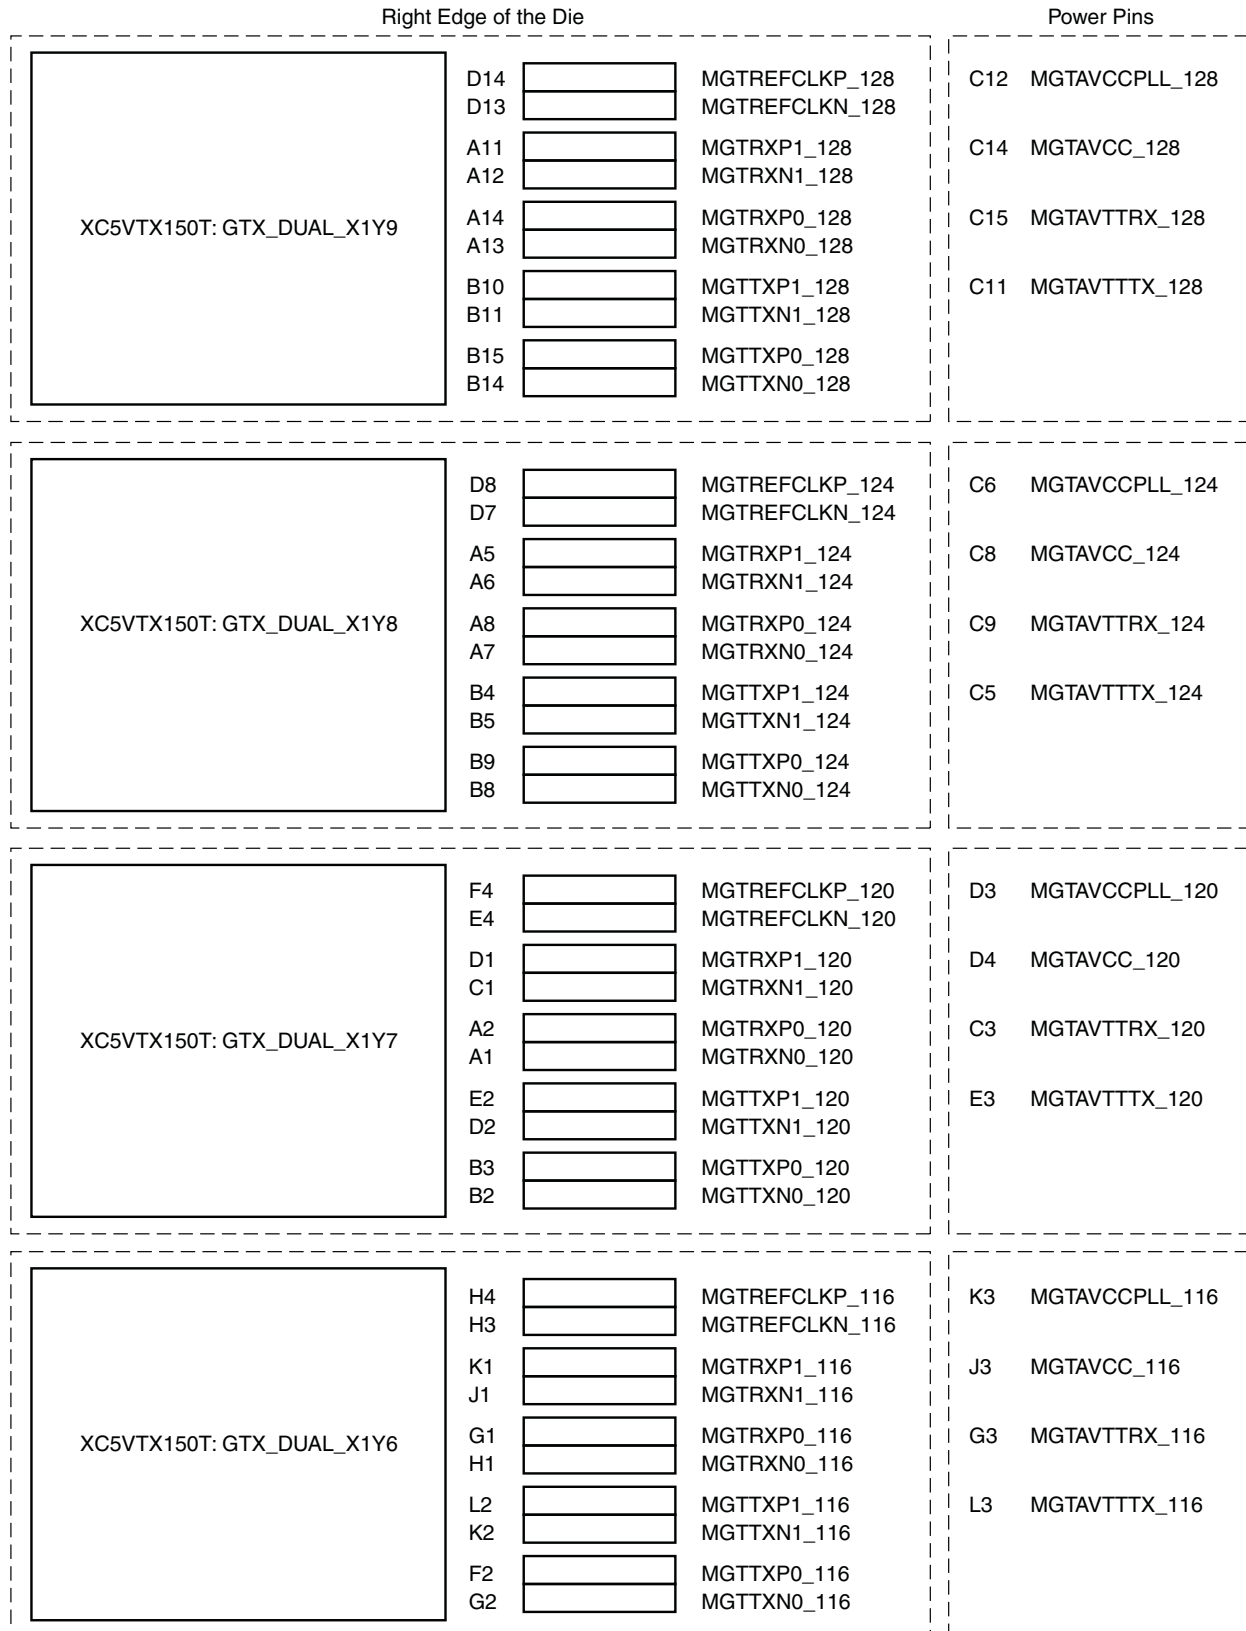 Right Edge of the Die
Power Pins
XC5VTX150T: GTX_DUAL_X1Y9
D14 MGTREFCLKP_128
D13 MGTREFCLKN_128
A11 MGTRXP1_128
A12 MGTRXN1_128
A14 MGTRXP0_128
A13 MGTRXN0_128
B10 MGTTXP1_128
B11 MGTTXN1_128
B15 MGTTXP0_128
B14 MGTTXN0_128
C12 MGTAVCCPLL_128
C14 MGTAVCC_128
C15 MGTAVTTRX_128
C11 MGTAVTTTX_128
XC5VTX150T: GTX_DUAL_X1Y8
D8 MGTREFCLKP_124
D7 MGTREFCLKN_124
A5 MGTRXP1_124
A6 MGTRXN1_124
A8 MGTRXP0_124
A7 MGTRXN0_124
B4 MGTTXP1_124
B5 MGTTXN1_124
B9 MGTTXP0_124
B8 MGTTXN0_124
C6 MGTAVCCPLL_124
C8 MGTAVCC_124
C9 MGTAVTTRX_124
C5 MGTAVTTTX_124
XC5VTX150T: GTX_DUAL_X1Y7
F4 MGTREFCLKP_120
E4 MGTREFCLKN_120
D1 MGTRXP1_120
C1 MGTRXN1_120
A2 MGTRXP0_120
A1 MGTRXN0_120
E2 MGTTXP1_120
D2 MGTTXN1_120
B3 MGTTXP0_120
B2 MGTTXN0_120
D3 MGTAVCCPLL_120
D4 MGTAVCC_120
C3 MGTAVTTRX_120
E3 MGTAVTTTX_120
XC5VTX150T: GTX_DUAL_X1Y6
H4 MGTREFCLKP_116
H3 MGTREFCLKN_116
K1 MGTRXP1_116
J1 MGTRXN1_116
G1 MGTRXP0_116
H1 MGTRXN0_116
L2 MGTTXP1_116
K2 MGTTXN1_116
F2 MGTTXP0_116
G2 MGTTXN0_116
K3 MGTAVCCPLL_116
J3 MGTAVCC_116
G3 MGTAVTTRX_116
L3 MGTAVTTTX_116